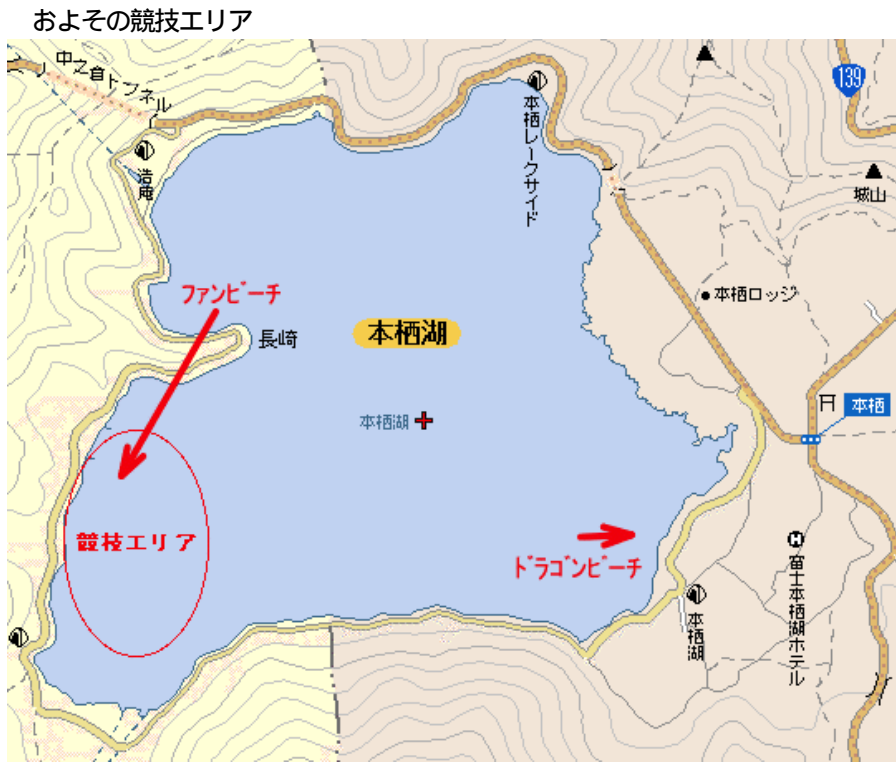 およその競技エリア
中之倉トンネル
139
本栖レークサイド
浩庵
城山
ファンビーチ
本栖ロッジ
長崎
本栖湖
本栖
本栖湖
競技エリア
ドラゴンビーチ
富士本栖湖ホテル
本栖湖